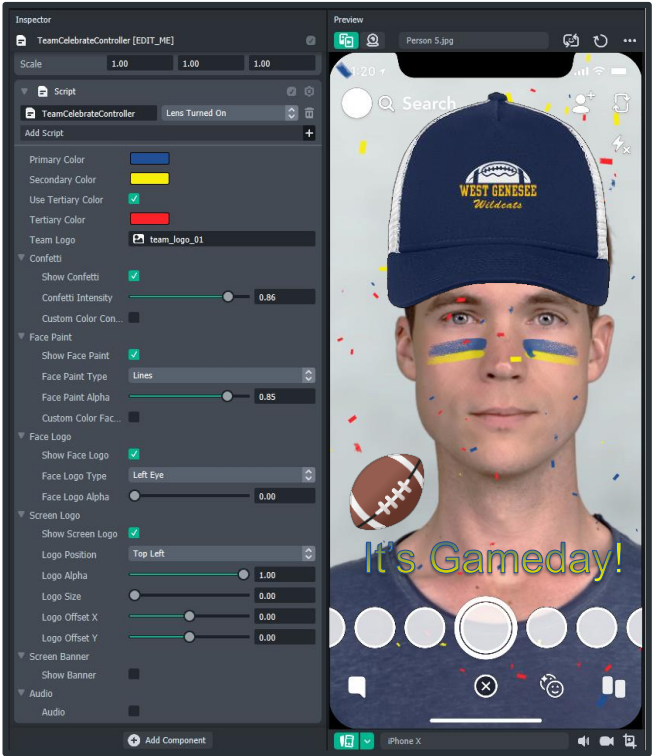 Inspector
TeamCelebrateController [EDIT_ME]
Scale 1.00 1.00 1.00
Script
TeamCelebrateController Lens Turned On
Add Script
Primary Color
Secondary Color
Use Tertiary Color
Tertiary Color
Team Logo team_logo_01
Confetti
Show Confetti
Confetti Intensity 0.86
Custom Color Con...
Face Paint
Show Face Paint
Face Paint Type Lines
Face Paint Alpha 0.85
Custom Color Fac...
Face Logo
Show Face Logo
Face Logo Type Left Eye
Face Logo Alpha 0.00
Screen Logo
Show Screen Logo
Logo Position Top Left
Logo Alpha 1.00
Logo Size 0.00
Logo Offset X 0.00
Logo Offset Y 0.00
Screen Banner
Show Banner
Audio
Audio
Add Component
Preview
Person 5.jpg
Search
WEST GENESEE
Wildcats
It's Gameday!
iPhone X